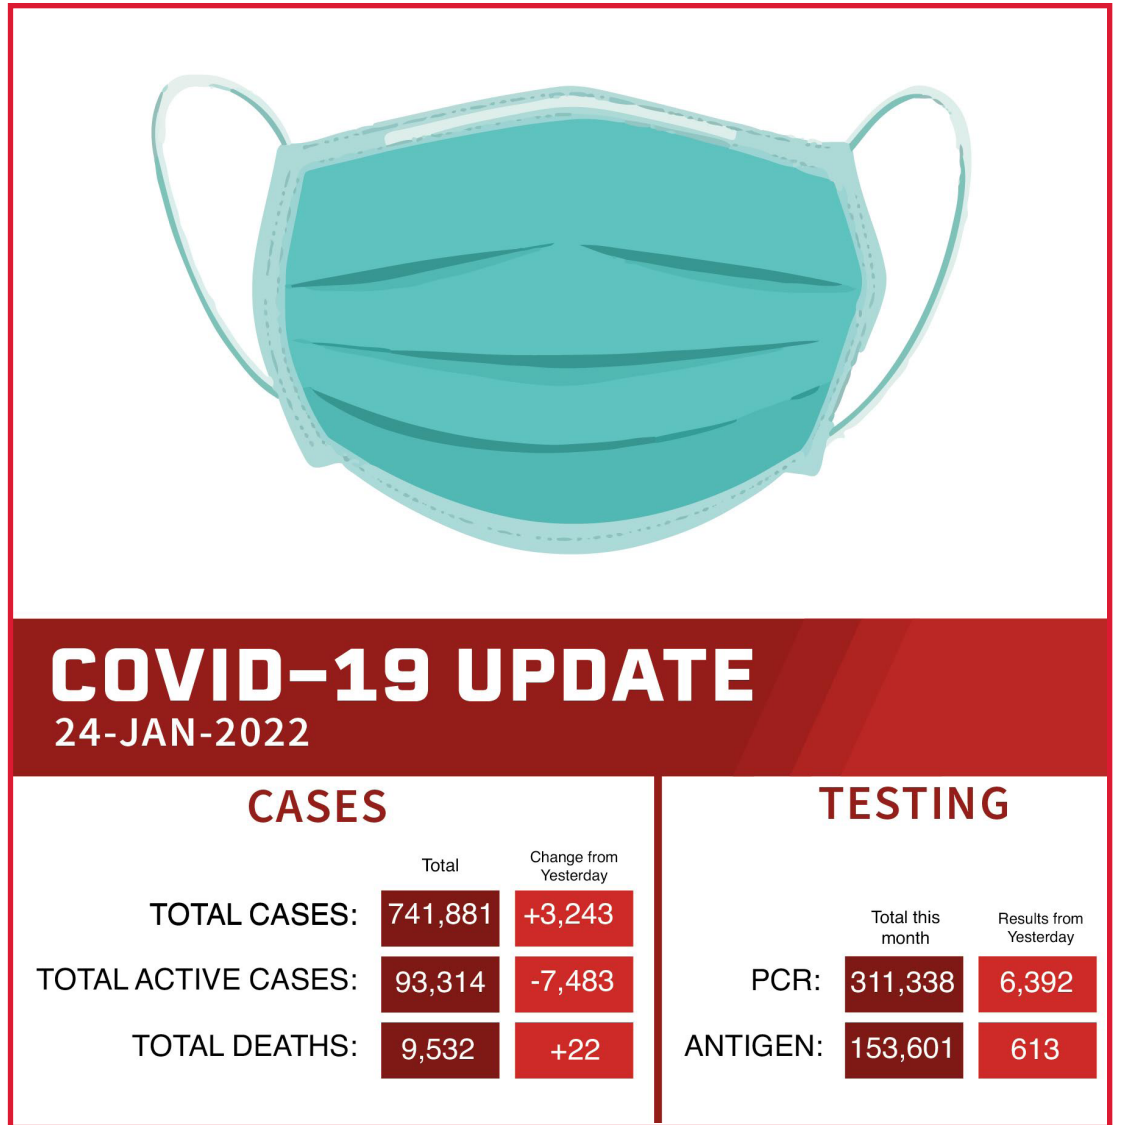 COVID-19 UPDATE
24-JAN-2022
CASES
Total
Change from
Yesterday
TOTAL CASES: 741,881 +3,243
TOTAL ACTIVE CASES: 93,314 -7,483
TOTAL DEATHS: 9,532 +22
TESTING
Total this
month
Results from
Yesterday
PCR: 311,338 6,392
ANTIGEN: 153,601 613